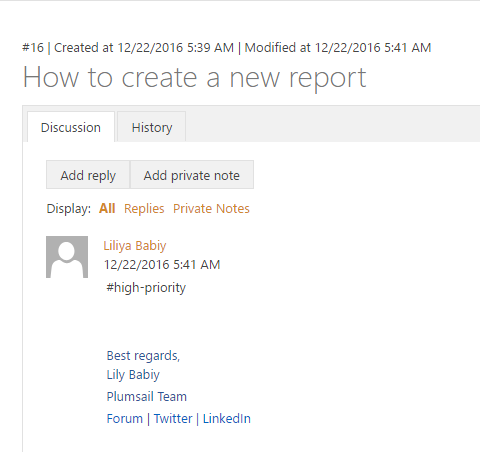 #16 | Created at 12/22/2016 5:39 AM | Modified at 12/22/2016 5:41 AM
How to create a new report
Discussion History
Add reply Add private note
Display: All Replies Private Notes
Liliya Babiy
12/22/2016 5:41 AM
#high-priority
Best regards,
Lily Babiy
Plumsail Team
Forum | Twitter | LinkedIn